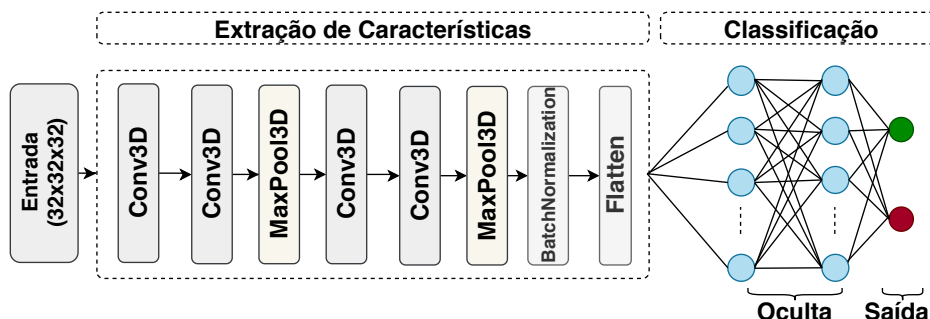 Extração de Características
Classificação
Entrada
(32x32x32)
Conv3D
Conv3D
MaxPool3D
Conv3D
Conv3D
MaxPool3D
BatchNormalization
Flatten
Oculta
Saída